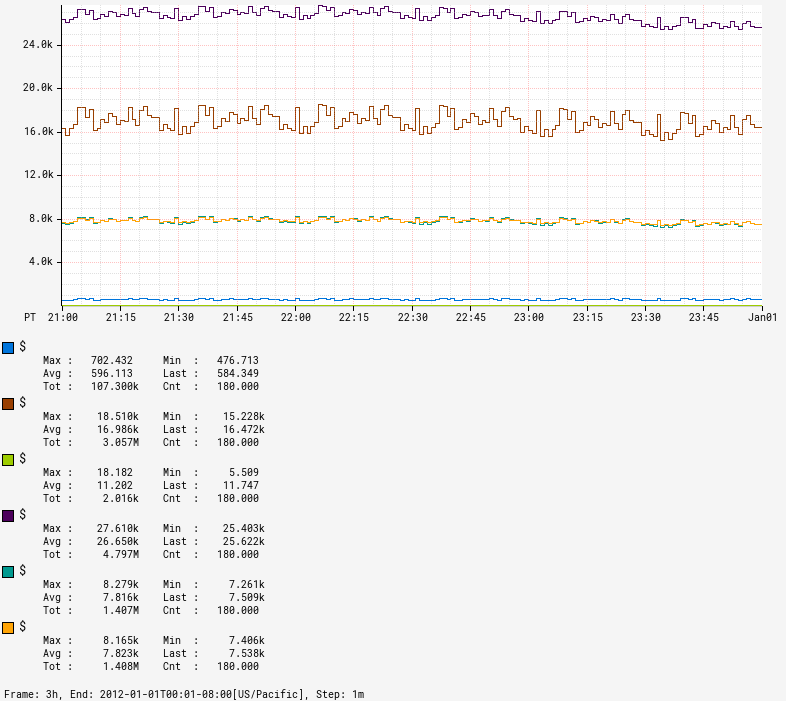 24.0k
20.0k
16.0k
12.0k
8.0k
4.0k
PT 21:00 21:15 21:30 21:45 22:00 22:15 22:30 22:45 23:00 23:15 23:30 23:45 Jan01
$
Max : 702.432 Min : 476.713
Avg : 596.113 Last : 584.349
Tot : 107.300k Cnt : 180.000
$
Max : 18.510k Min : 15.228k
Avg : 16.986k Last : 16.472k
Tot : 3.057M Cnt : 180.000
$
Max : 18.182 Min : 5.509
Avg : 11.202 Last : 11.747
Tot : 2.016k Cnt : 180.000
$
Max : 27.610k Min : 25.403k
Avg : 26.650k Last : 25.622k
Tot : 4.797M Cnt : 180.000
$
Max : 8.279k Min : 7.261k
Avg : 7.816k Last : 7.509k
Tot : 1.407M Cnt : 180.000
$
Max : 8.165k Min : 7.406k
Avg : 7.823k Last : 7.538k
Tot : 1.408M Cnt : 180.000
Frame: 3h, End: 2012-01-01T00:01-08:00[US/Pacific], Step: 1m